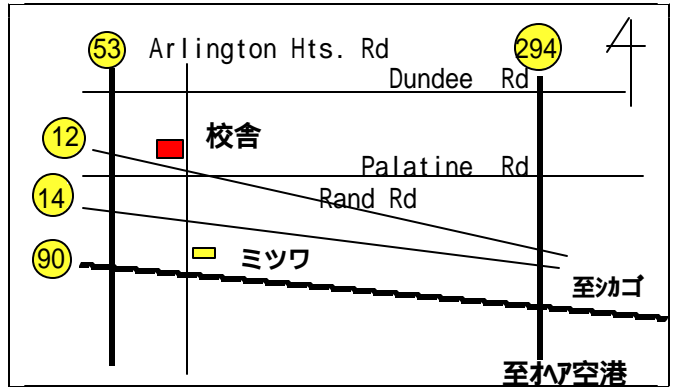 53
Arlington Hts. Rd
294
Dundee Rd
12
校舎
Palatine Rd
14
Rand Rd
90
ミツワ
至シカゴ
至オヘア空港